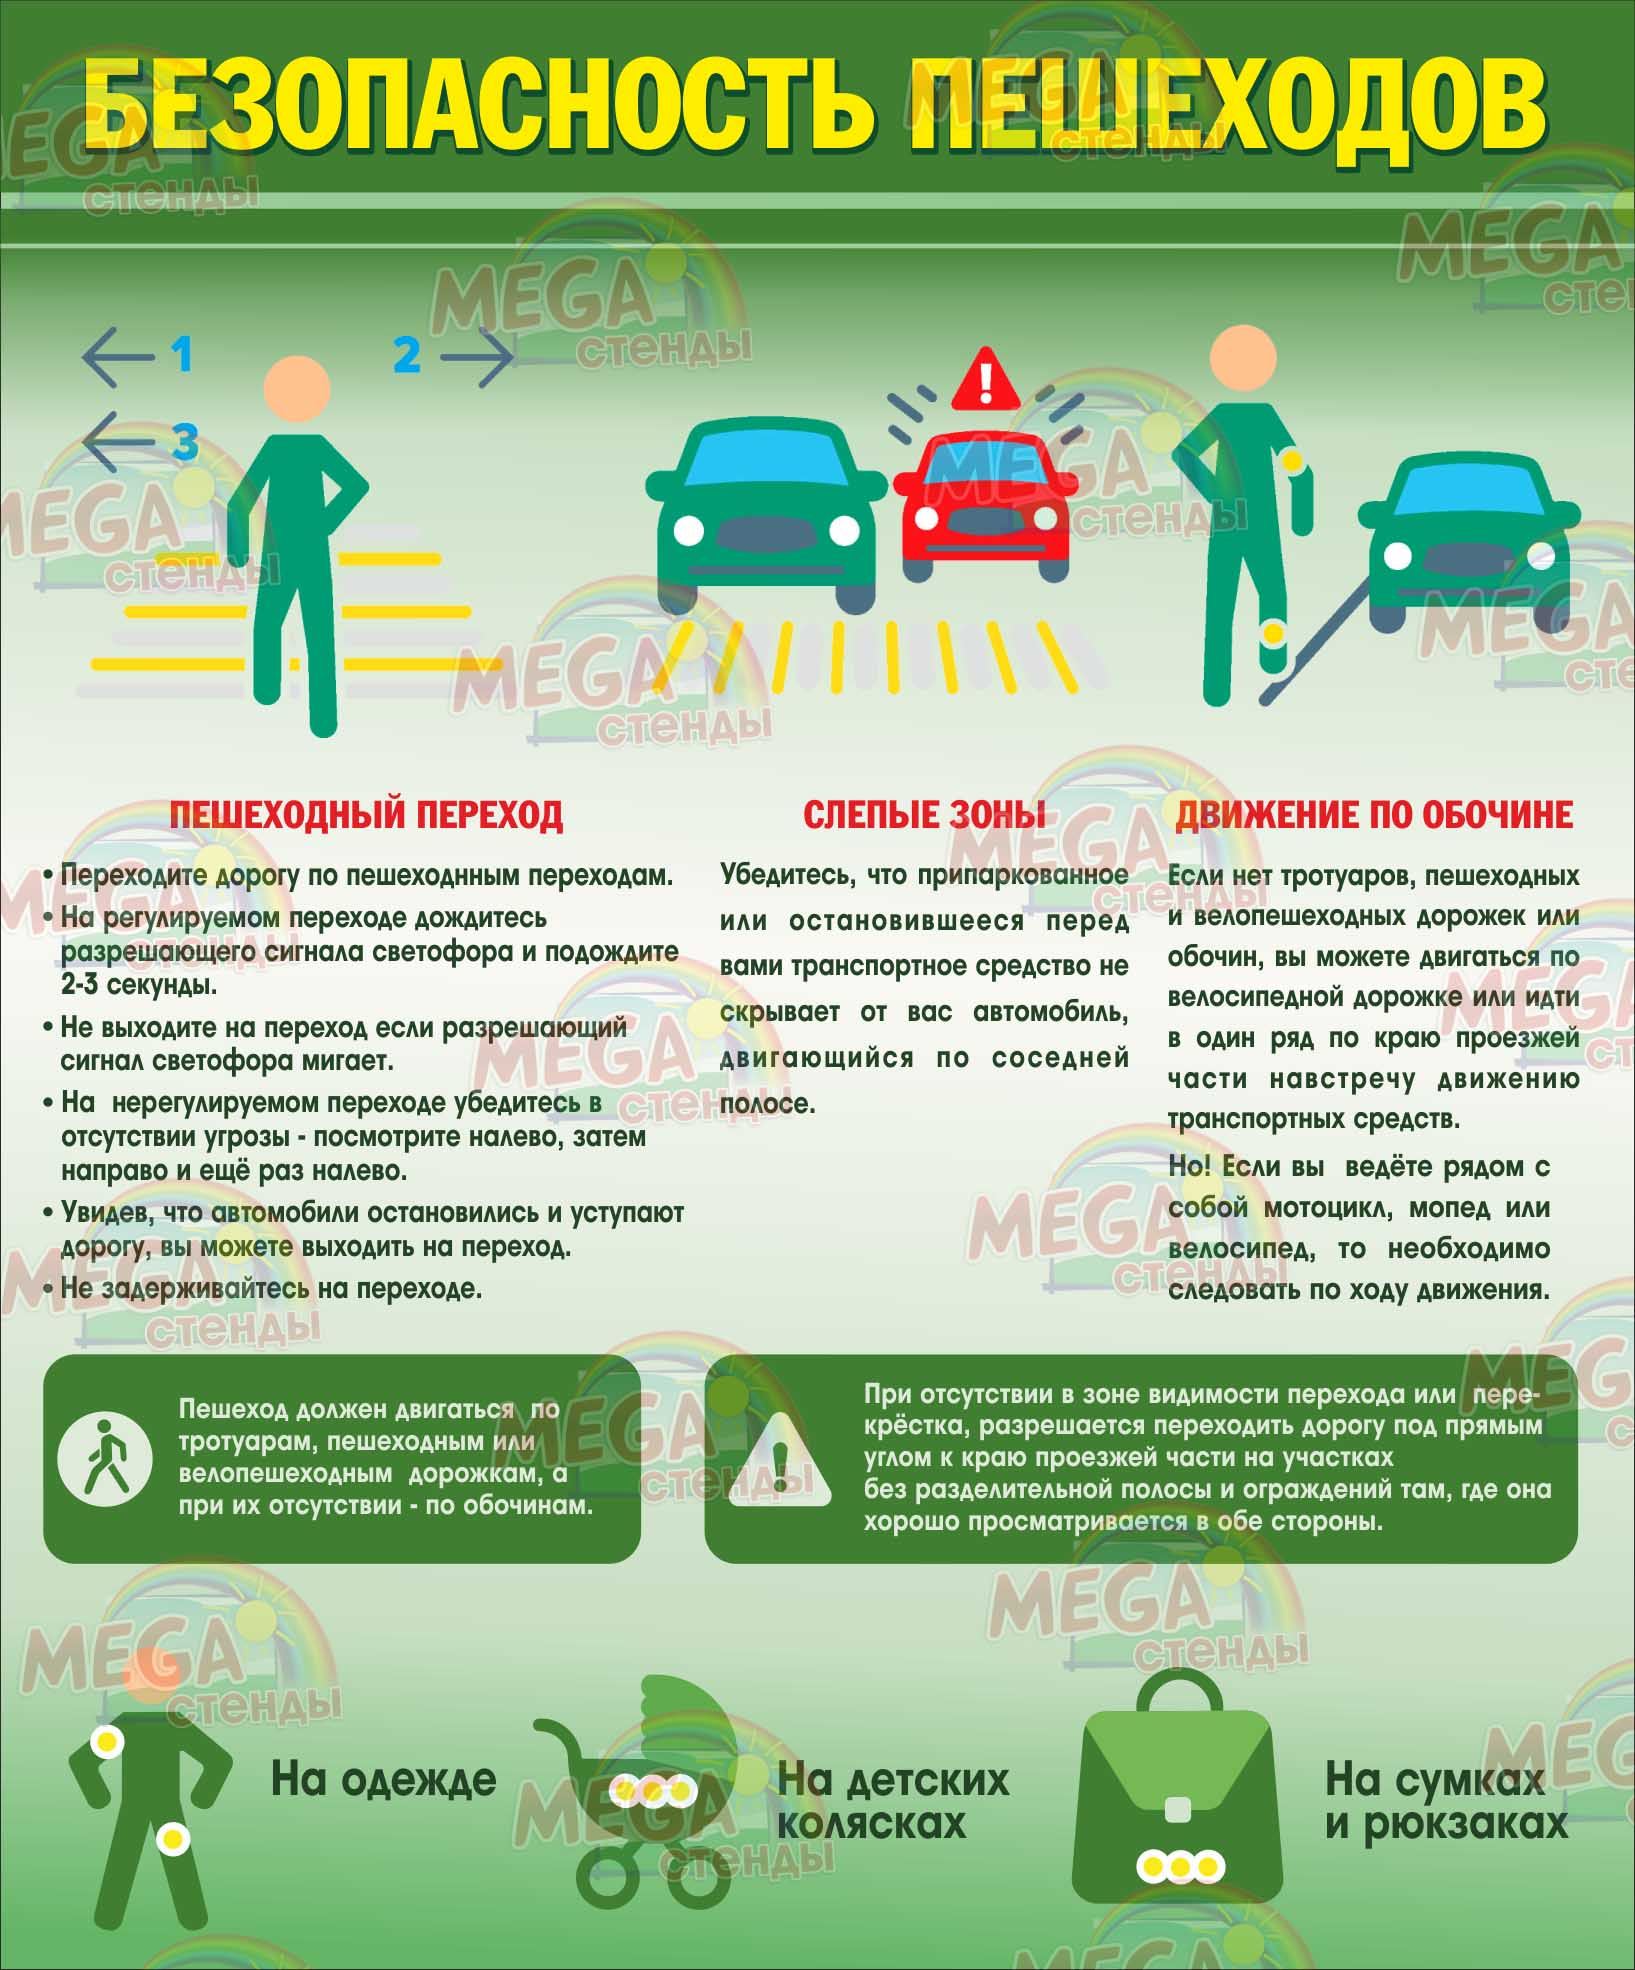 БЕЗОПАСНОСТЬ ПЕШЕХОДОВ
1
2
3
!
ПЕШЕХОДНЫЙ ПЕРЕХОД
• Переходите дорогу по пешеходнным переходам.
• На регулируемом переходе дождитесь
разрешающего сигнала светофора и подождите
2-3 секунды.
• Не выходите на переход если разрешающий
сигнал светофора мигает.
• На нерегулируемом переходе убедитесь в
отсутствии угрозы - посмотрите налево, затем
направо и ещё раз налево.
• Увидев, что автомобили остановились и уступают
дорогу, вы можете выходить на переход.
• Не задерживайтесь на переходе.
СЛЕПЫЕ ЗОНЫ
Убедитесь, что припаркованное
или остановившееся перед
вами транспортное средство не
скрывает от вас автомобиль,
двигающийся по соседней
полосе.
ДВИЖЕНИЕ ПО ОБОЧИНЕ
Если нет тротуаров, пешеходных
и велопешеходных дорожек или
обочин, вы можете двигаться по
велосипедной дорожке или идти
в один ряд по краю проезжей
части навстречу движению
транспортных средств.
Но! Если вы ведёте рядом с
собой мотоцикл, мопед или
велосипед, то необходимо
следовать по ходу движения.
Пешеход должен двигаться по
тротуарам, пешеходным или
велопешеходным дорожкам, а
при их отсутствии - по обочинам.
!
При отсутствии в зоне видимости перехода или пере-
крёстка, разрешается переходить дорогу под прямым
углом к краю проезжей части на участках
без разделительной полосы и ограждений там, где она
хорошо просматривается в обе стороны.
На одежде
На детских
колясках
На сумках
и рюкзаках
MEGA
стенды